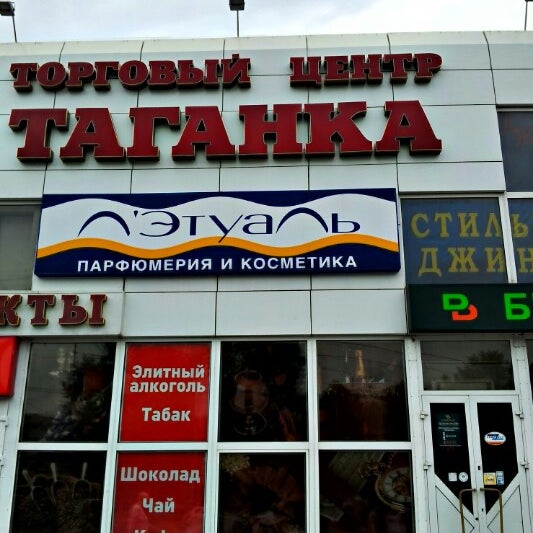 ТОРГОВЫЙ ЦЕНТР
ТАГАНКА
Л'Этуаль
ПАРФЮМЕРИЯ И КОСМЕТИКА
СТИЛЬ
ДЖИН
КТЫ
Элитный
алкоголь
Табак
Шоколад
Чай